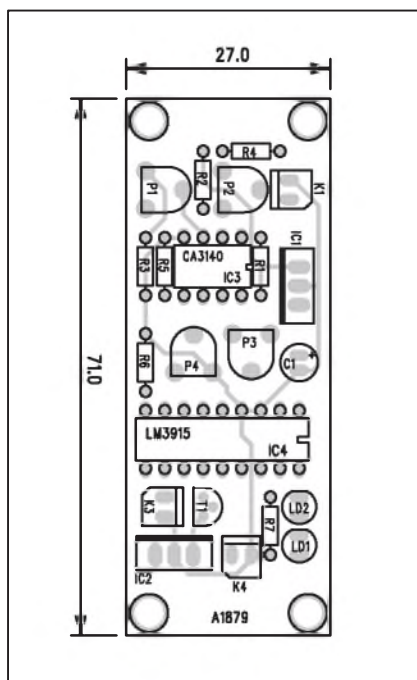 27.0
71.0
R4
P1
R2
P2
K1
IC1
CA3140
IC3
R3
R5
R1
P3
P4
R6
C1
+
LM3915
IC4
K3
T1
R7
LD2
LD1
IC2
K4
A1879